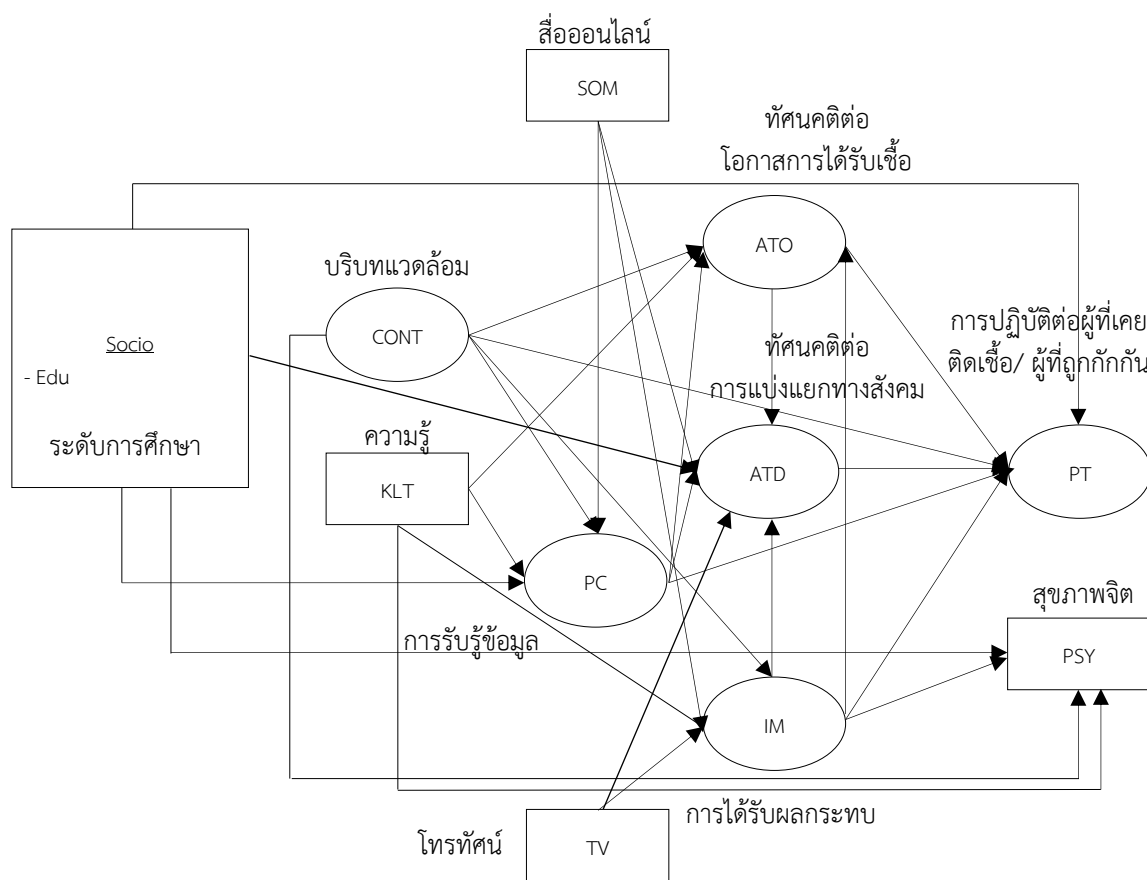 สื่อออนไลน์
SOM
ทัศนคติต่อ
โอกาสการได้รับเชื้อ
ATO
บริบทแวดล้อม
CONT
Socio
- Edu
ระดับการศึกษา
ทัศนคติต่อ
การแบ่งแยกทางสังคม
ATD
การปฏิบัติต่อผู้ที่เคย
ติดเชื้อ/ ผู้ที่ถูกกักกัน
PT
ความรู้
KLT
PC
การรับรู้ข้อมูล
สุขภาพจิต
PSY
IM
การได้รับผลกระทบ
โทรทัศน์
TV